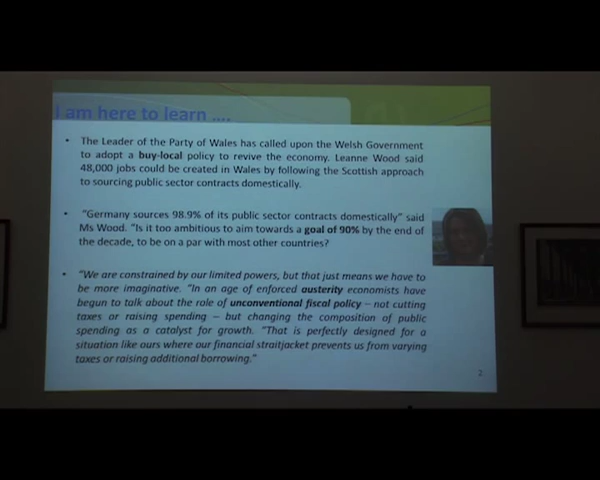 I am here to learn ....
• The Leader of the Party of Wales has called upon the Welsh Government
to adopt a buy-local policy to revive the economy. Leanne Wood said
48,000 jobs could be created in Wales by following the Scottish approach
to sourcing public sector contracts domestically.
• “Germany sources 98.9% of its public sector contracts domestically” said
Ms Wood. “Is it too ambitious to aim towards a goal of 90% by the end of
the decade, to be on a par with most other countries?
• “We are constrained by our limited powers, but that just means we have to
be more imaginative. “In an age of enforced austerity economists have
begun to talk about the role of unconventional fiscal policy – not cutting
taxes or raising spending – but changing the composition of public
spending as a catalyst for growth. “That is perfectly designed for a
situation like ours where our financial straitjacket prevents us from varying
taxes or raising additional borrowing.”
2